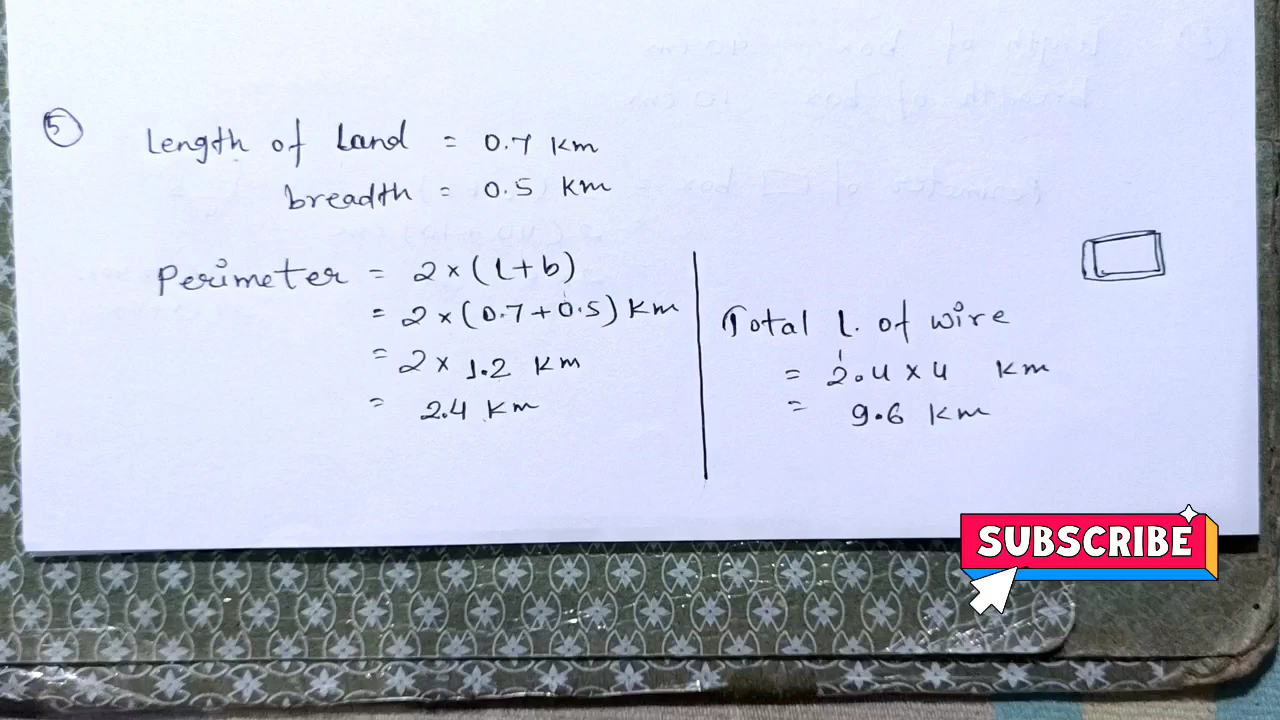 5
Length of Land = 0.7 Km
breadth = 0.5 Km
Perimeter = 2 × (l + b)
= 2 × (0.7 + 0.5) Km
= 2 × 1.2 Km
= 2.4 Km
Total l. of wire
= 2.4 × 4 Km
= 9.6 Km
SUBSCRIBE